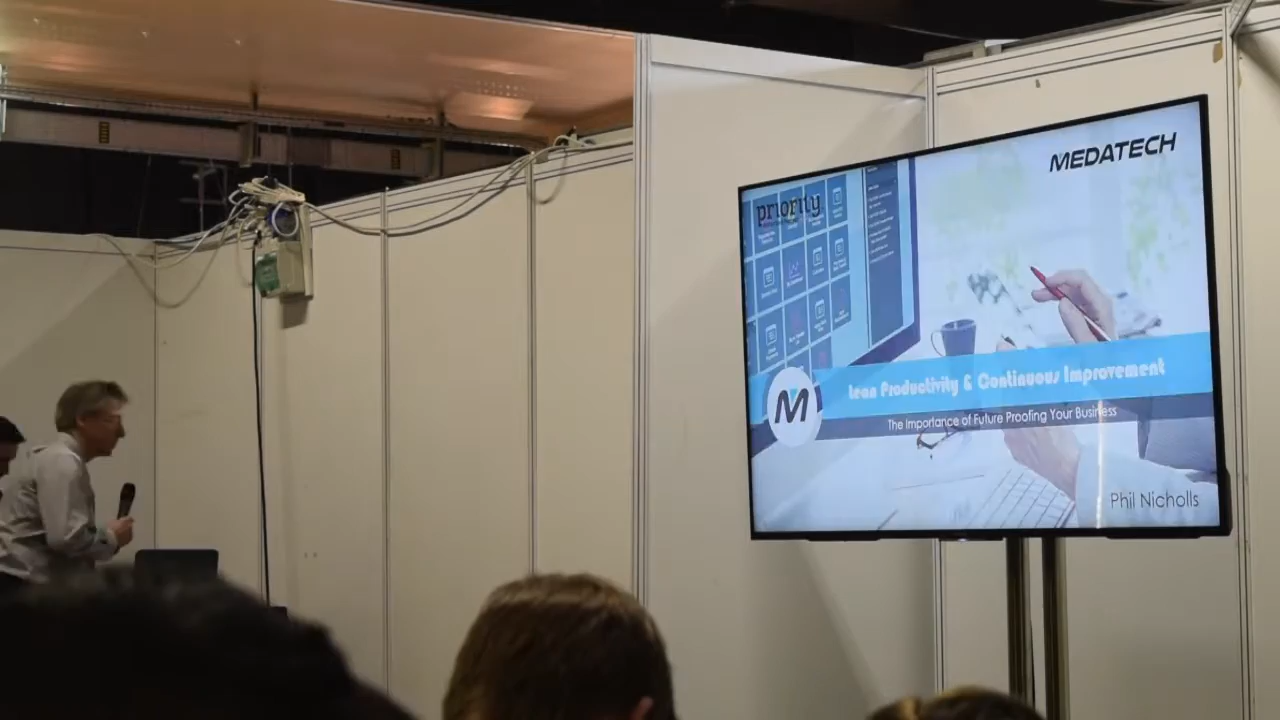 MEDATECH
priority
M
Lean Productivity & Continuous Improvement
The Importance of Future Proofing Your Business
Phil Nicholls